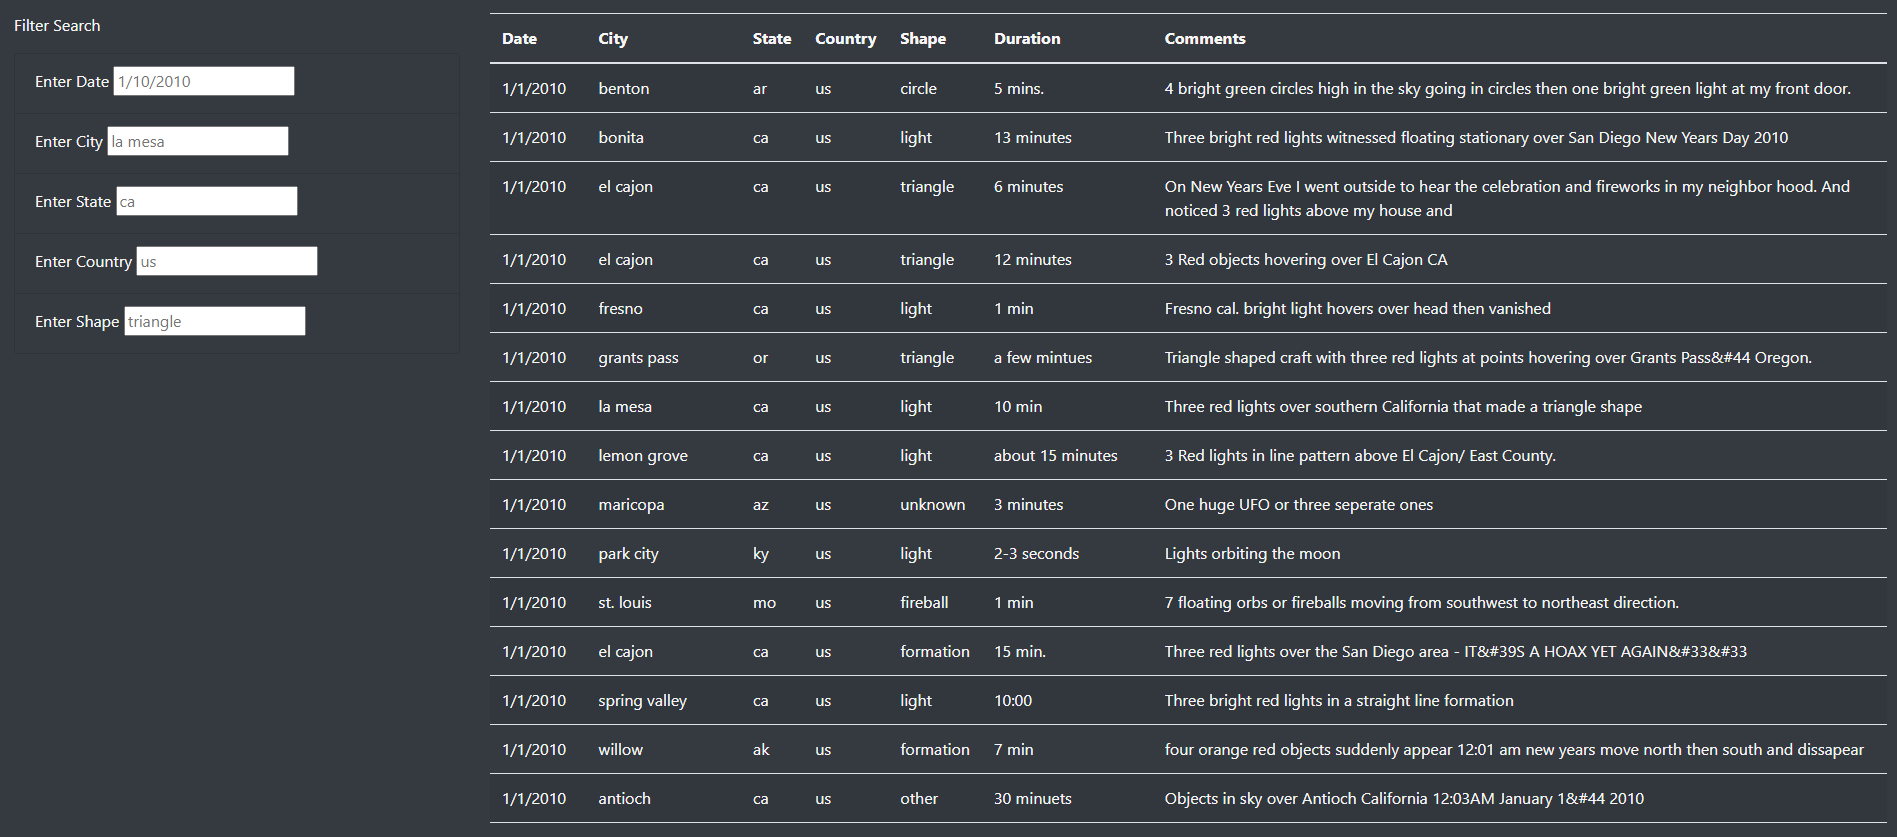 Filter Search
Enter Date 1/10/2010
Enter City la mesa
Enter State ca
Enter Country us
Enter Shape triangle
Date City State Country Shape Duration Comments
1/1/2010 benton ar us circle 5 mins. 4 bright green circles high in the sky going in circles then one bright green light at my front door.
1/1/2010 bonita ca us light 13 minutes Three bright red lights witnessed floating stationary over San Diego New Years Day 2010
1/1/2010 el cajon ca us triangle 6 minutes On New Years Eve I went outside to hear the celebration and fireworks in my neighbor hood. And
noticed 3 red lights above my house and
1/1/2010 el cajon ca us triangle 12 minutes 3 Red objects hovering over El Cajon CA
1/1/2010 fresno ca us light 1 min Fresno cal. bright light hovers over head then vanished
1/1/2010 grants pass or us triangle a few mintues Triangle shaped craft with three red lights at points hovering over Grants Pass&#44 Oregon.
1/1/2010 la mesa ca us light 10 min Three red lights over southern California that made a triangle shape
1/1/2010 lemon grove ca us light about 15 minutes 3 Red lights in line pattern above El Cajon/ East County.
1/1/2010 maricopa az us unknown 3 minutes One huge UFO or three seperate ones
1/1/2010 park city ky us light 2-3 seconds Lights orbiting the moon
1/1/2010 st. louis mo us fireball 1 min 7 floating orbs or fireballs moving from southwest to northeast direction.
1/1/2010 el cajon ca us formation 15 min. Three red lights over the San Diego area - IT&#39S A HOAX YET AGAIN&#33&#33
1/1/2010 spring valley ca us light 10:00 Three bright red lights in a straight line formation
1/1/2010 willow ak us formation 7 min four orange red objects suddenly appear 12:01 am new years move north then south and dissapear
1/1/2010 antioch ca us other 30 minuets Objects in sky over Antioch California 12:03AM January 1&#44 2010